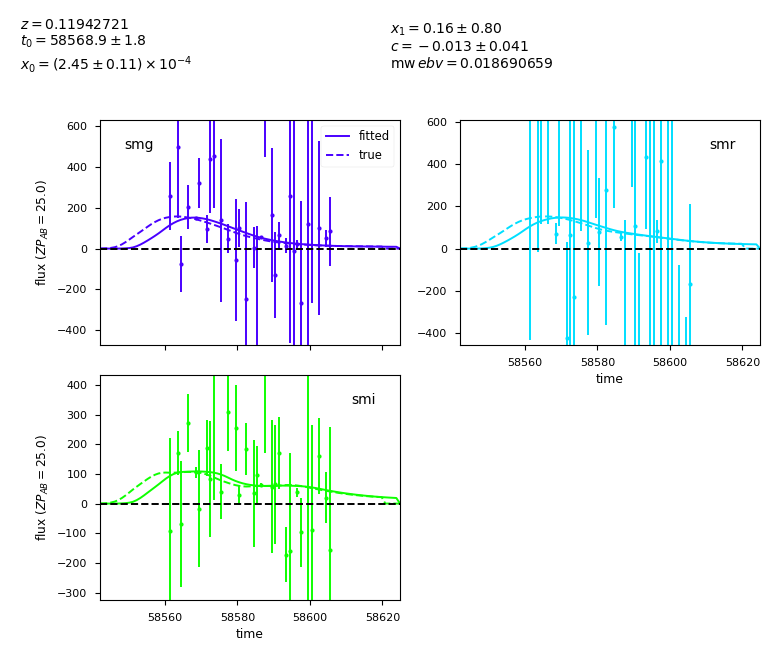 z = 0.11942721
t₀ = 58568.9 ± 1.8
x₀ = (2.45 ± 0.11) × 10⁻⁴
x₁ = 0.16 ± 0.80
c = −0.013 ± 0.041
mw ebv = 0.018690659
smg
fitted
true
600
400
200
0
−200
−400
flux (ZP_AB = 25.0)
smr
600
400
200
0
−200
−400
58560 58580 58600 58620
time
smi
400
300
200
100
0
−100
−200
−300
flux (ZP_AB = 25.0)
58560 58580 58600 58620
time